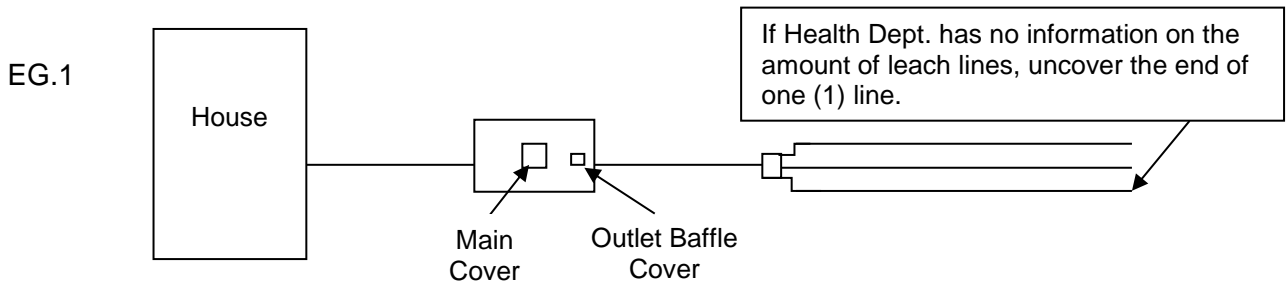 EG.1
House
If Health Dept. has no information on the
amount of leach lines, uncover the end of
one (1) line.
Main
Cover
Outlet Baffle
Cover